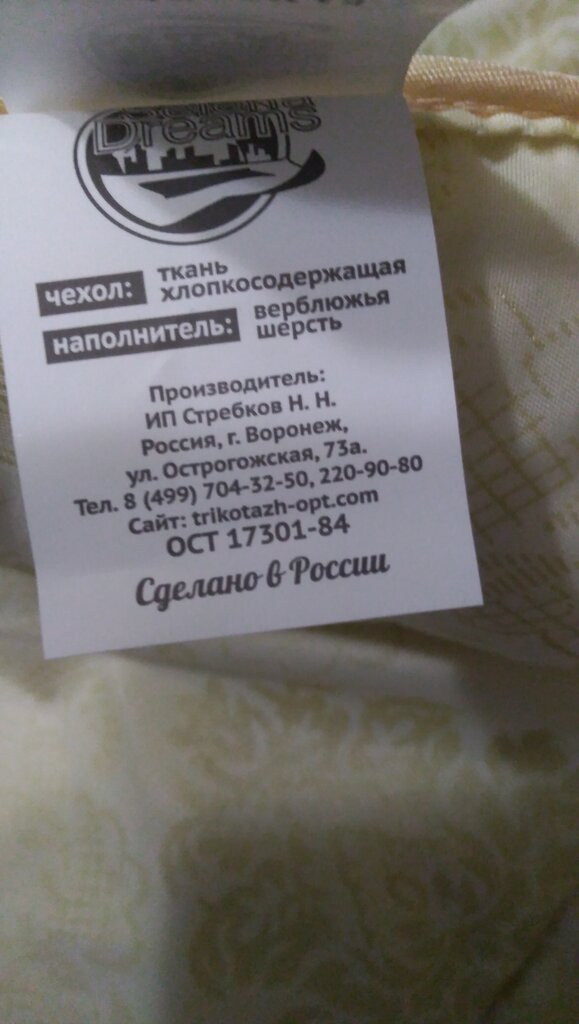 Dreams
чехол: ткань
хлопкосодержащая
наполнитель: верблюжья
шерсть
Производитель:
ИП Стребков Н. Н.
Россия, г. Воронеж,
ул. Острогожская, 73а.
Тел. 8 (499) 704-32-50, 220-90-80
Сайт: trikotazh-opt.com
ОСТ 17301-84
Сделано в России